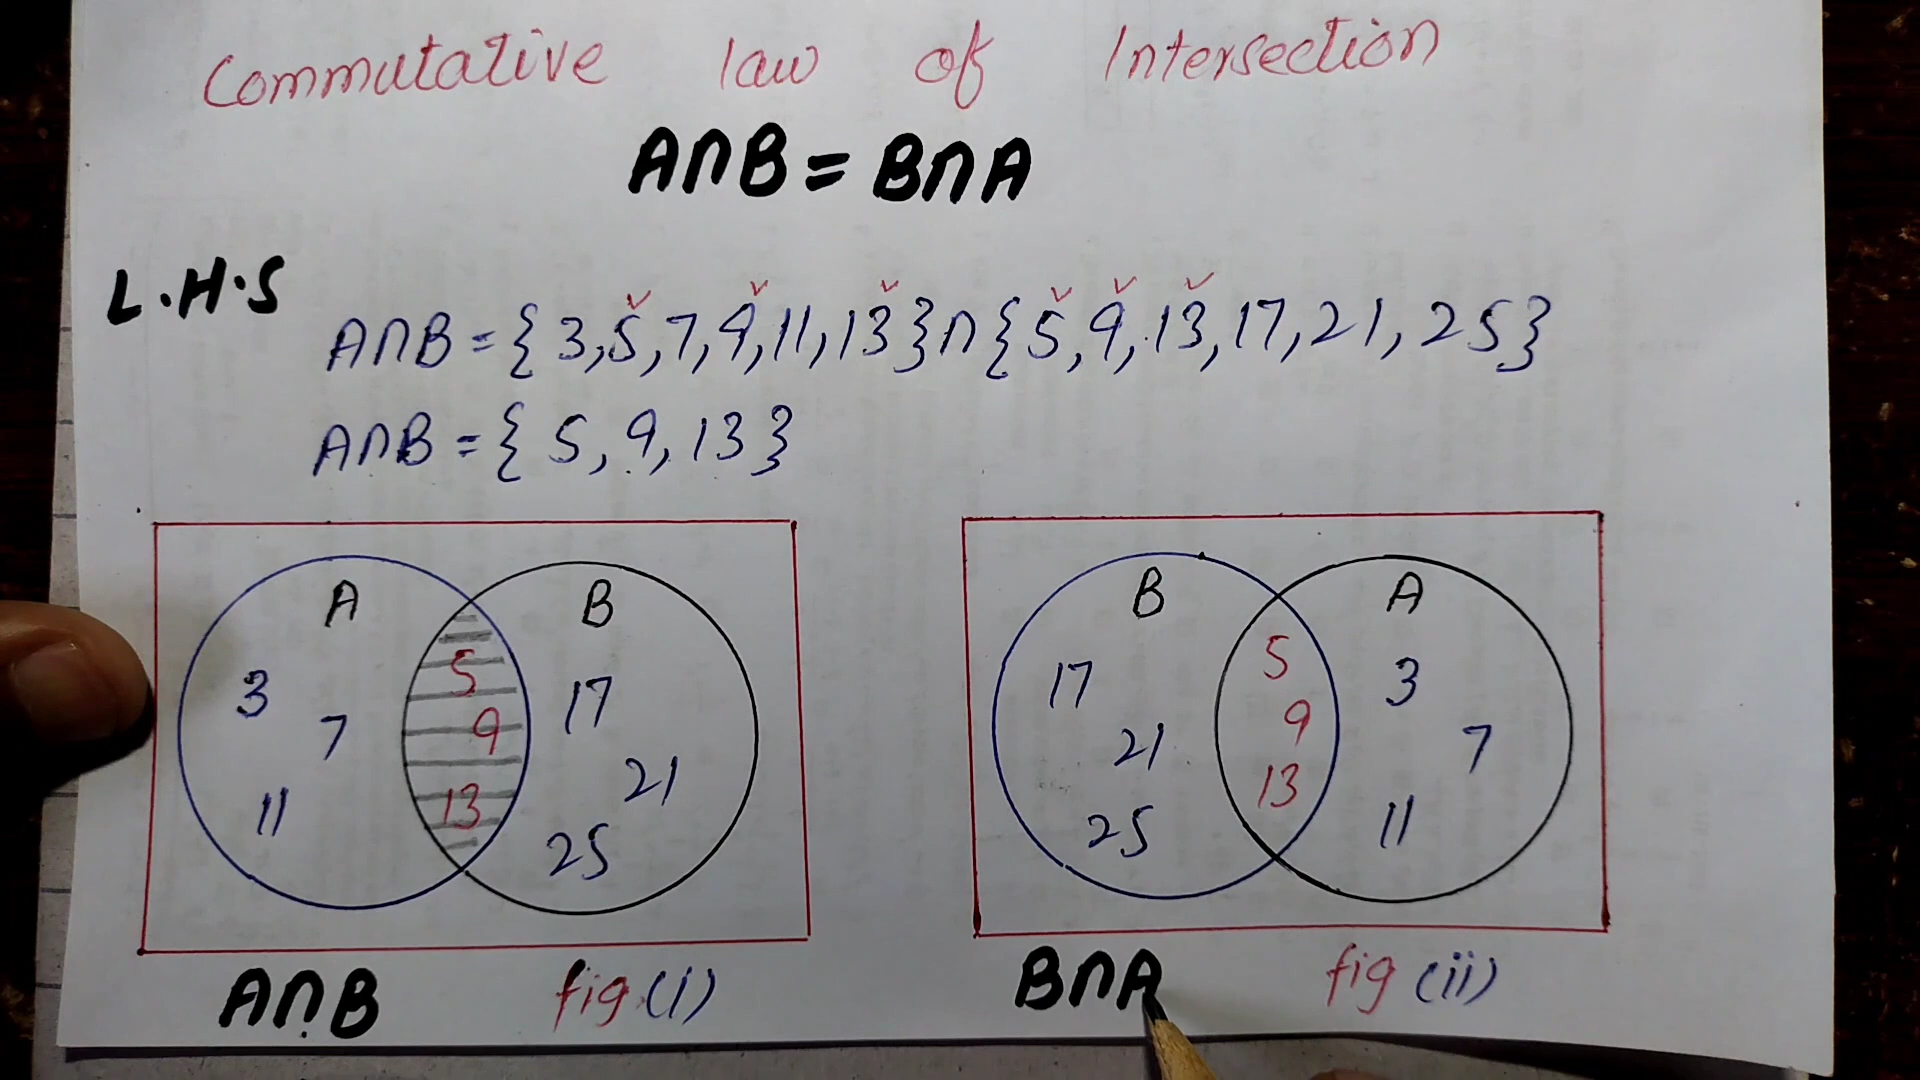 Commutative law of Intersection
A∩B = B∩A
L.H.S
A∩B = { 3, 5, 7, 9, 11, 13 } ∩ { 5, 9, 13, 17, 21, 25 }
A∩B = { 5, 9, 13 }
A B
3 7 11
5 9 13
17 21 25
A∩B fig (i)
B A
17 21 25
5 9 13
3 7 11
B∩A fig (ii)